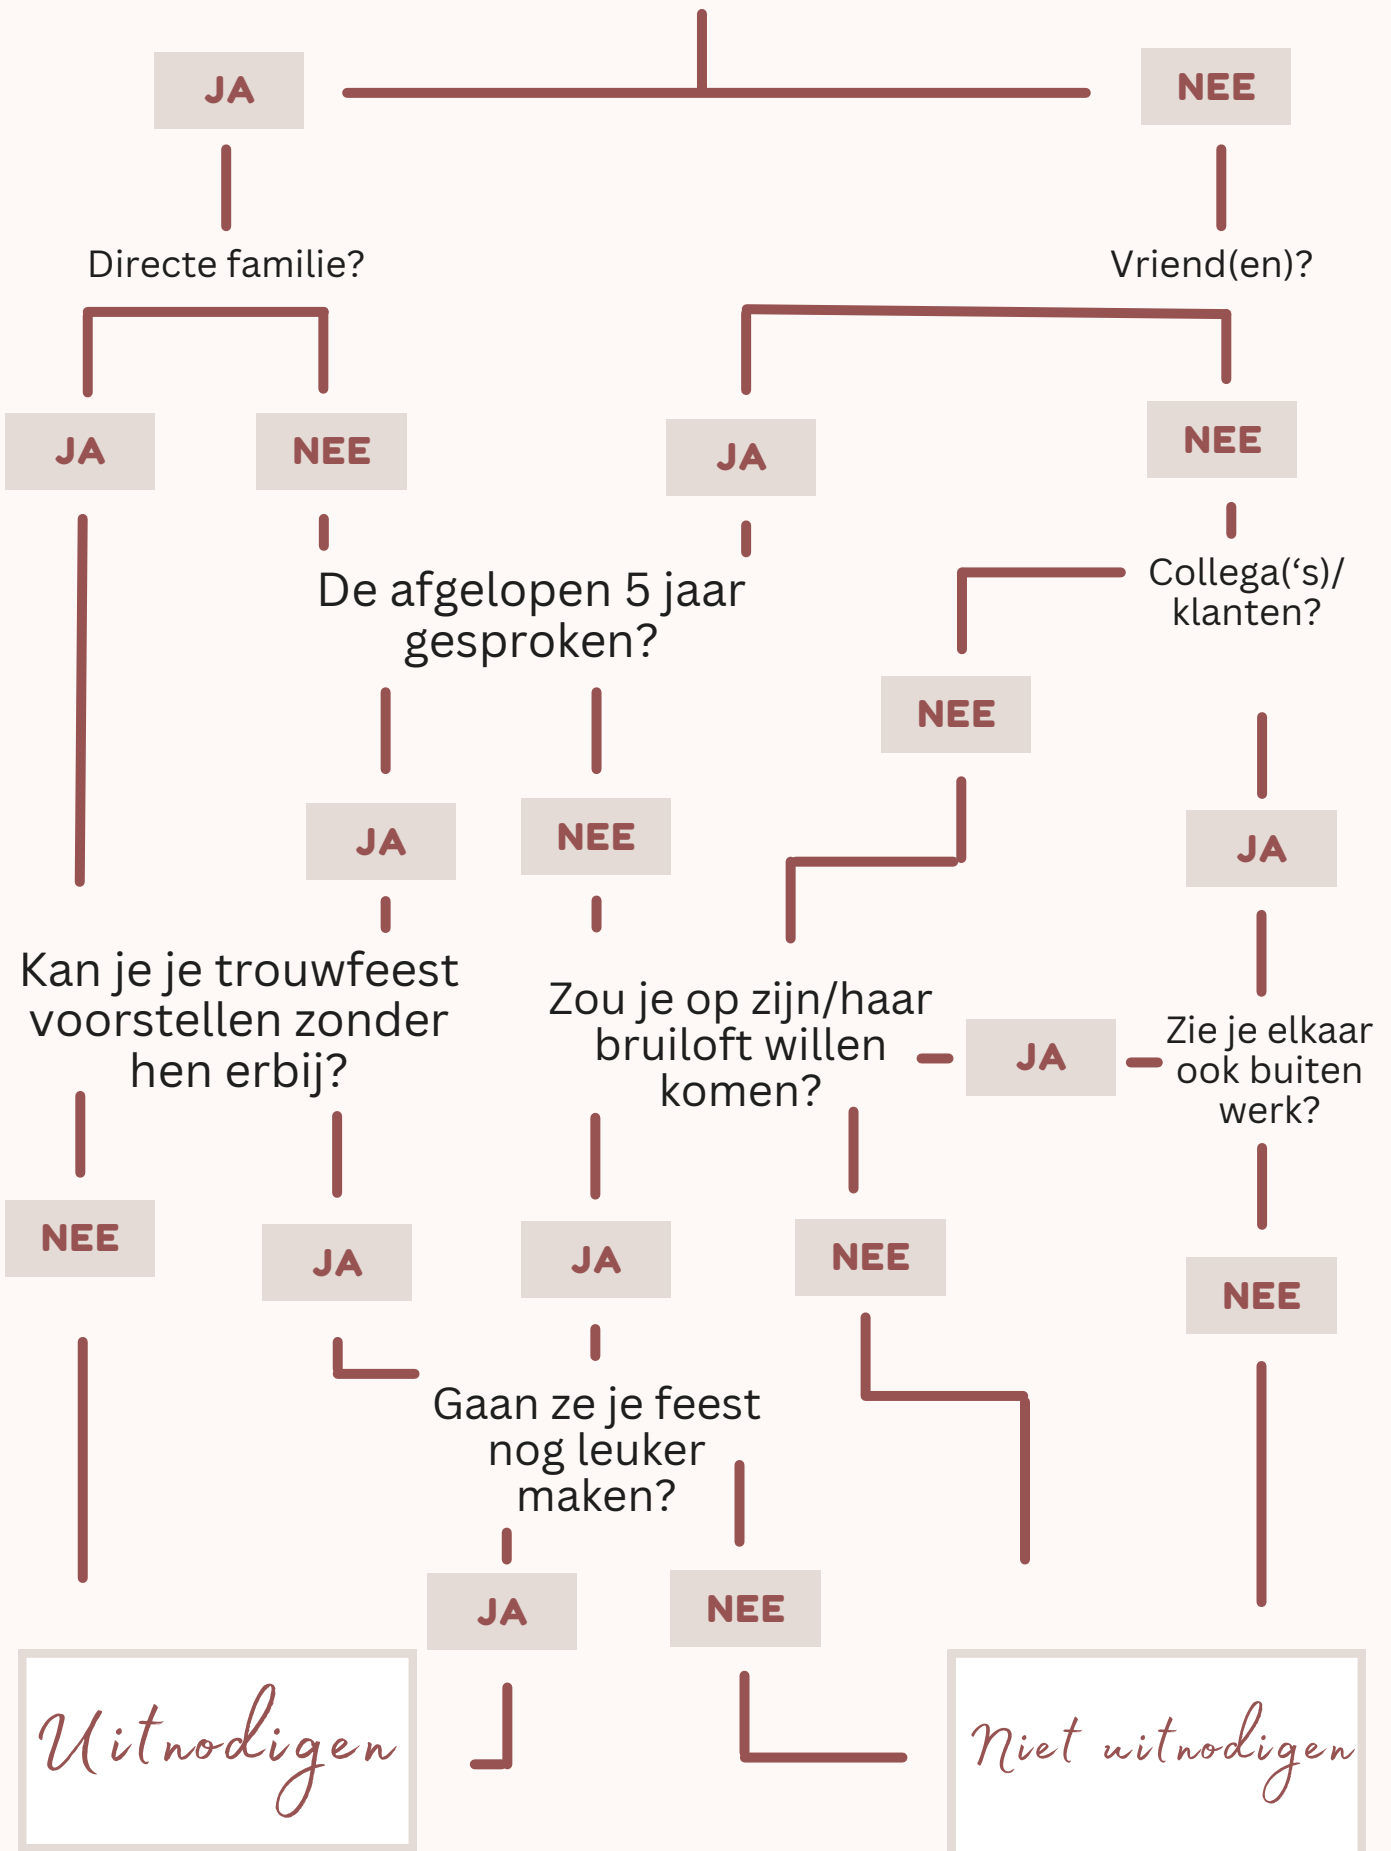 JA
NEE
Directe familie?
Vriend(en)?
JA
NEE
JA
NEE
De afgelopen 5 jaar
gesproken?
Collega(‘s)/
klanten?
NEE
JA
NEE
JA
Kan je je trouwfeest
voorstellen zonder
hen erbij?
Zou je op zijn/haar
bruiloft willen
komen?
JA
Zie je elkaar
ook buiten
werk?
NEE
JA
JA
NEE
NEE
Gaan ze je feest
nog leuker
maken?
JA
NEE
Uitnodigen
Niet uitnodigen